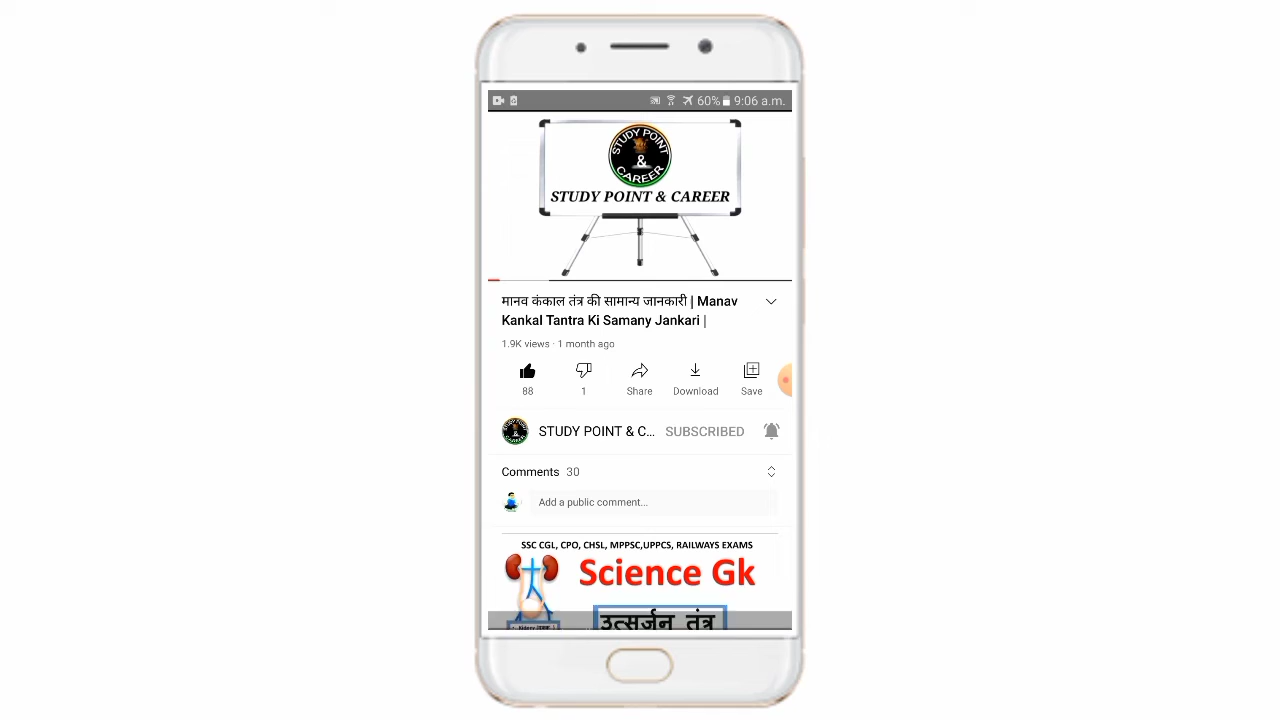 60% 9:06 a.m.
STUDY POINT & CAREER
STUDY POINT & CAREER
मानव कंकाल तंत्र की सामान्य जानकारी | Manav
Kankal Tantra Ki Samany Jankari |
1.9K views · 1 month ago
88 1 Share Download Save
STUDY POINT & C... SUBSCRIBED
Comments 30
Add a public comment...
SSC CGL, CPO, CHSL, MPPSC,UPPCS, RAILWAYS EXAMS
Science Gk
उत्सर्जन तंत्र